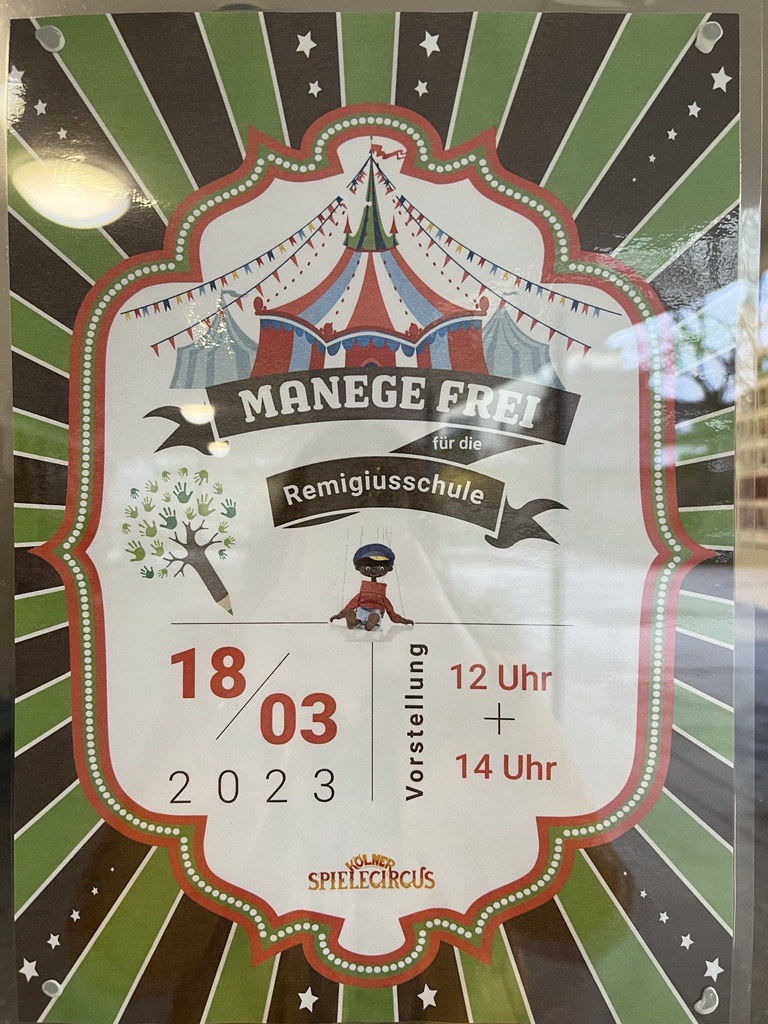 MANEGE FREI
für die
Remigiusschule
18
03
2023
Vorstellung
12 Uhr
+
14 Uhr
KÖLNER
SPIELECIRCUS